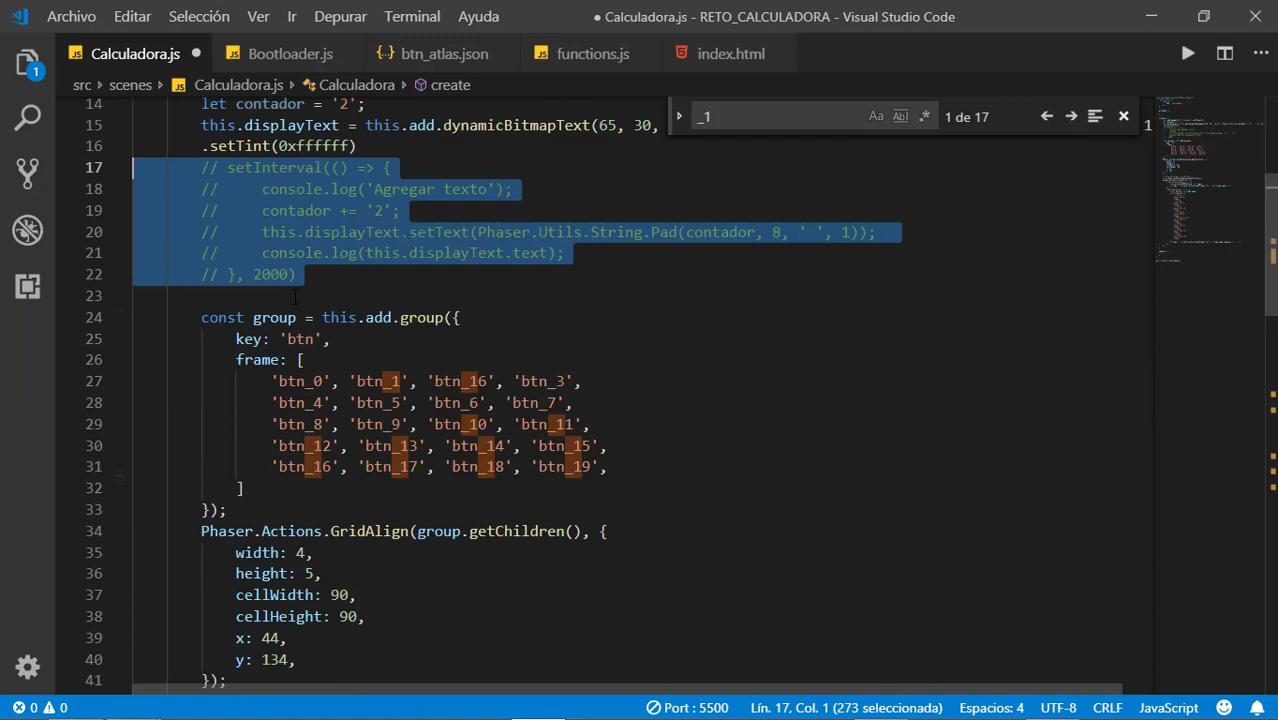 Archivo Editar Selección Ver Ir Depurar Terminal Ayuda ● Calculadora.js - RETO_CALCULADORA - Visual Studio Code
JS Calculadora.js ● JS Bootloader.js {} btn_atlas.json JS functions.js index.html
1
src > scenes > JS Calculadora.js > Calculadora > create
14 let contador = '2';
15 this.displayText = this.add.dynamicBitmapText(65, 30, 1
16 .setTint(0xffffff)
17 // setInterval(() => {
18 // console.log('Agregar texto');
19 // contador += '2';
20 // this.displayText.setText(Phaser.Utils.String.Pad(contador, 8, ' ', 1));
21 // console.log(this.displayText.text);
22 // }, 2000)
23
24 const group = this.add.group({
25 key: 'btn',
26 frame: [
27 'btn_0', 'btn_1', 'btn_16', 'btn_3',
28 'btn_4', 'btn_5', 'btn_6', 'btn_7',
29 'btn_8', 'btn_9', 'btn_10', 'btn_11',
30 'btn_12', 'btn_13', 'btn_14', 'btn_15',
31 'btn_16', 'btn_17', 'btn_18', 'btn_19',
32 ]
33 });
34 Phaser.Actions.GridAlign(group.getChildren(), {
35 width: 4,
36 height: 5,
37 cellWidth: 90,
38 cellHeight: 90,
39 x: 44,
40 y: 134,
41 });
_1 Aa Abl .* 1 de 17
0 0 Port : 5500 Lín. 17, Col. 1 (273 seleccionada) Espacios: 4 UTF-8 CRLF JavaScript